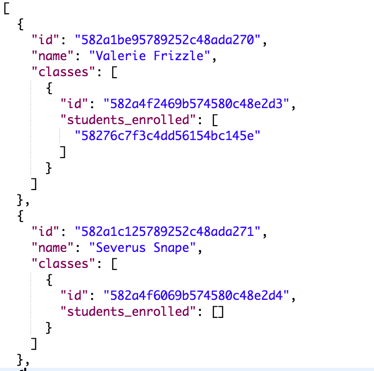 [
{
"id": "582a1be95789252c48ada270",
"name": "Valerie Frizzle",
"classes": [
{
"id": "582a4f2469b574580c48e2d3",
"students_enrolled": [
"58276c7f3c4dd56154bc145e"
]
}
]
},
{
"id": "582a1c125789252c48ada271",
"name": "Severus Snape",
"classes": [
{
"id": "582a4f6069b574580c48e2d4",
"students_enrolled": []
}
]
},